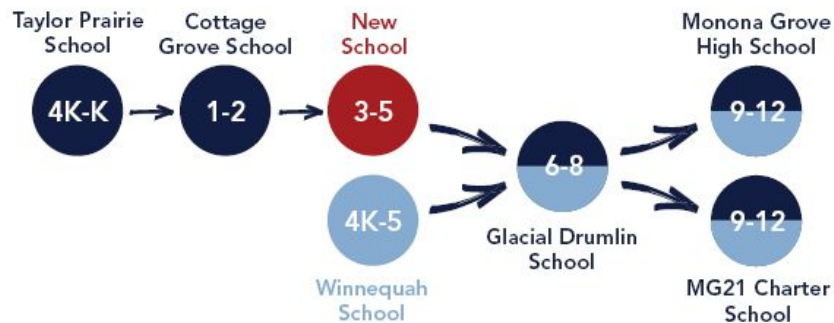 Taylor Prairie
School
4K-K
Cottage
Grove School
1-2
New
School
3-5
4K-5
Winnequah
School
6-8
Glacial Drumlin
School
Monona Grove
High School
9-12
9-12
MG21 Charter
School